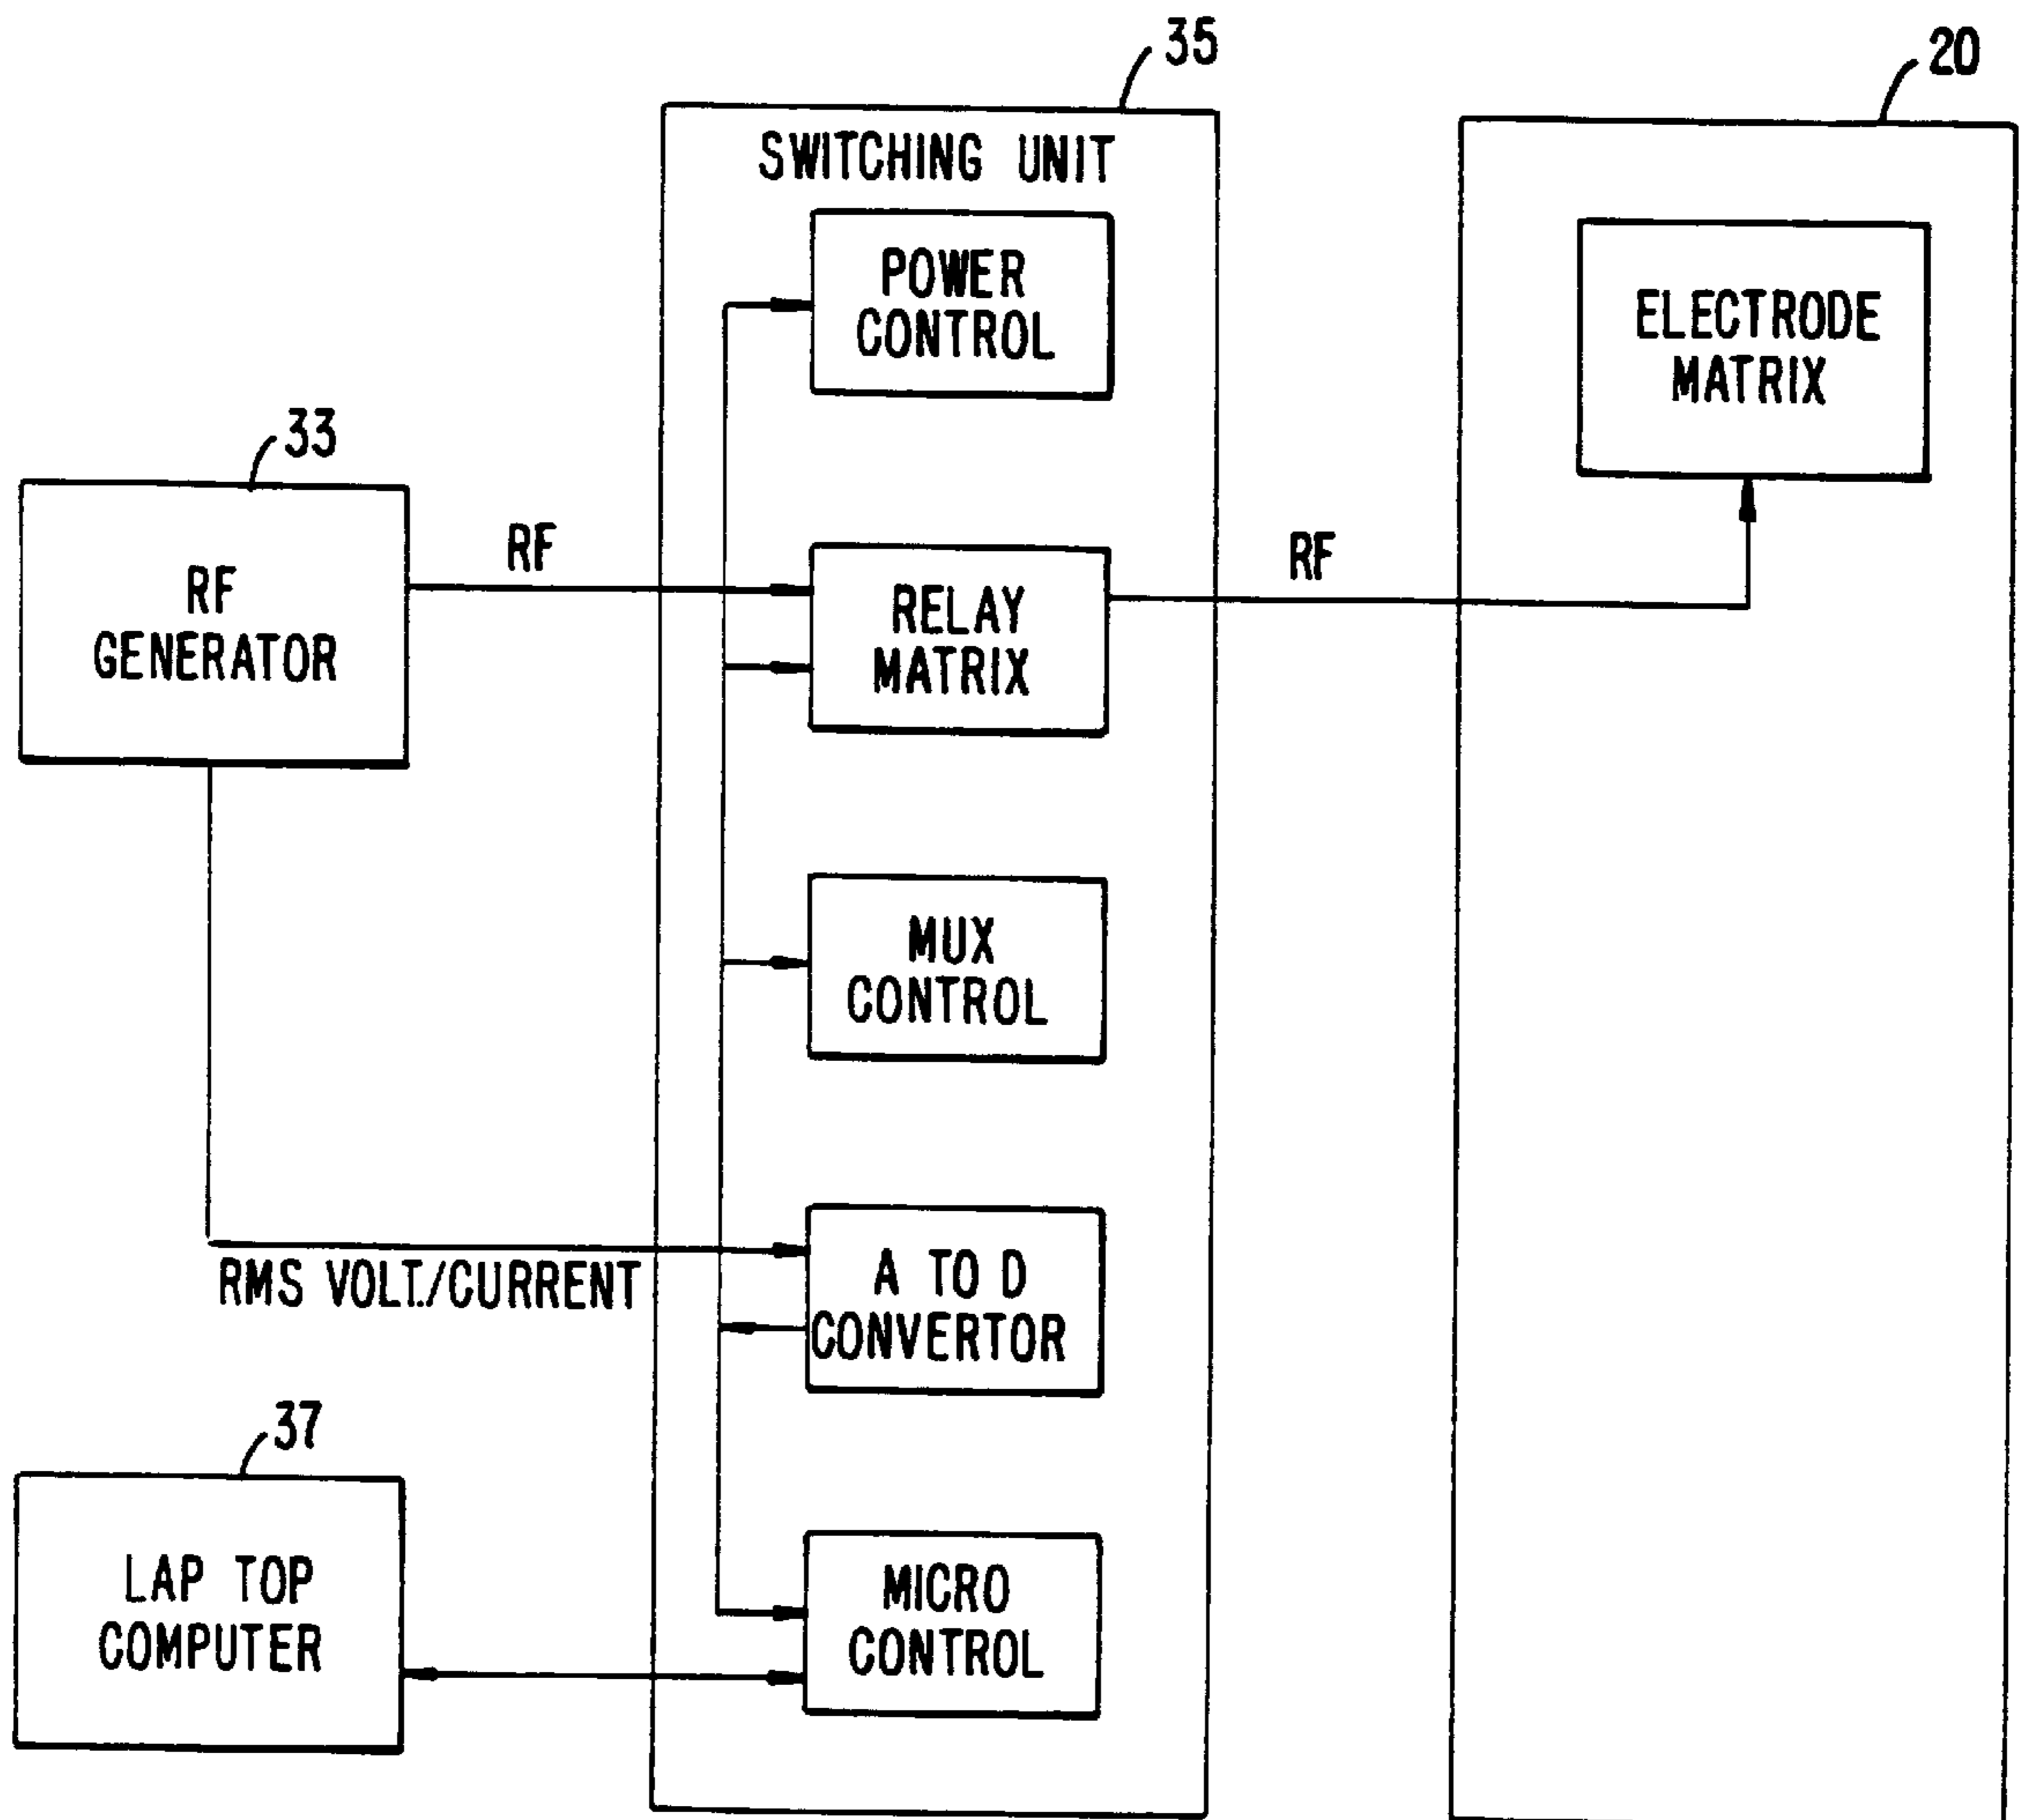 35
20
SWITCHING UNIT
POWER
CONTROL
ELECTRODE
MATRIX
33
RF
GENERATOR
RF
RELAY
MATRIX
RF
MUX
CONTROL
RMS VOLT./CURRENT
A TO D
CONVERTOR
37
LAP TOP
COMPUTER
MICRO
CONTROL